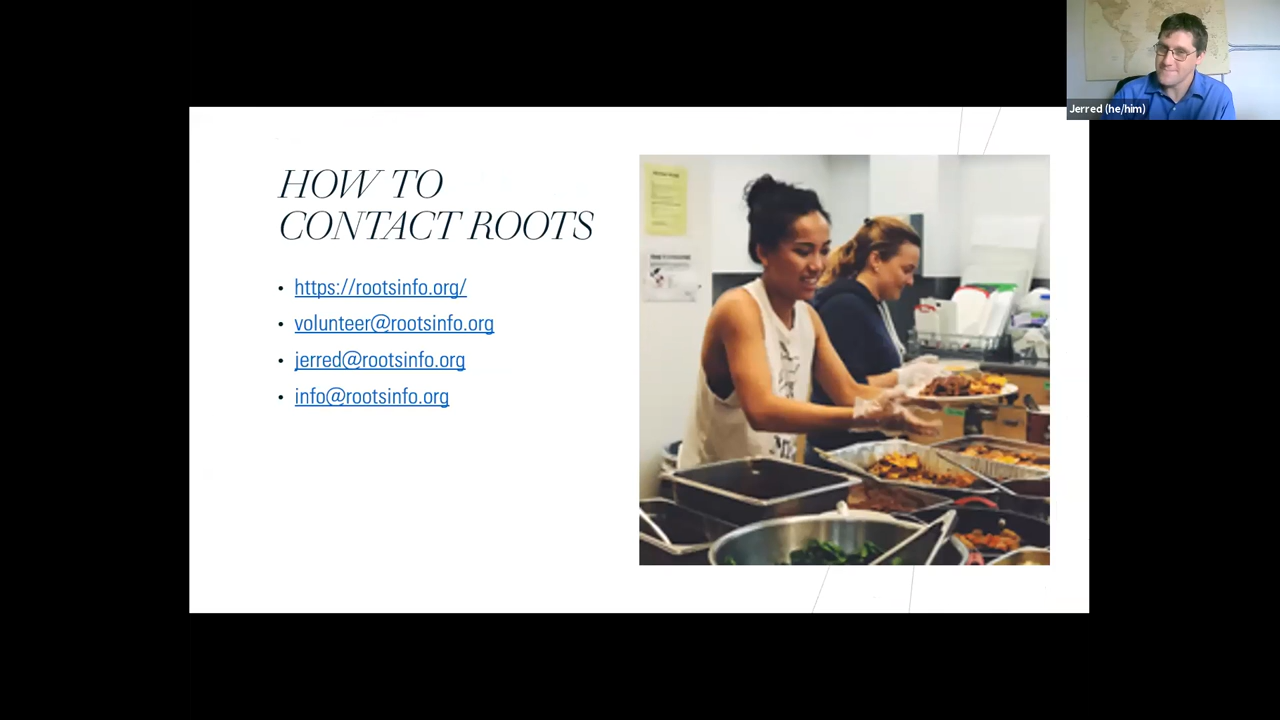 Jerred (he/him)
HOW TO
CONTACT ROOTS
• https://rootsinfo.org/
• volunteer@rootsinfo.org
• jerred@rootsinfo.org
• info@rootsinfo.org